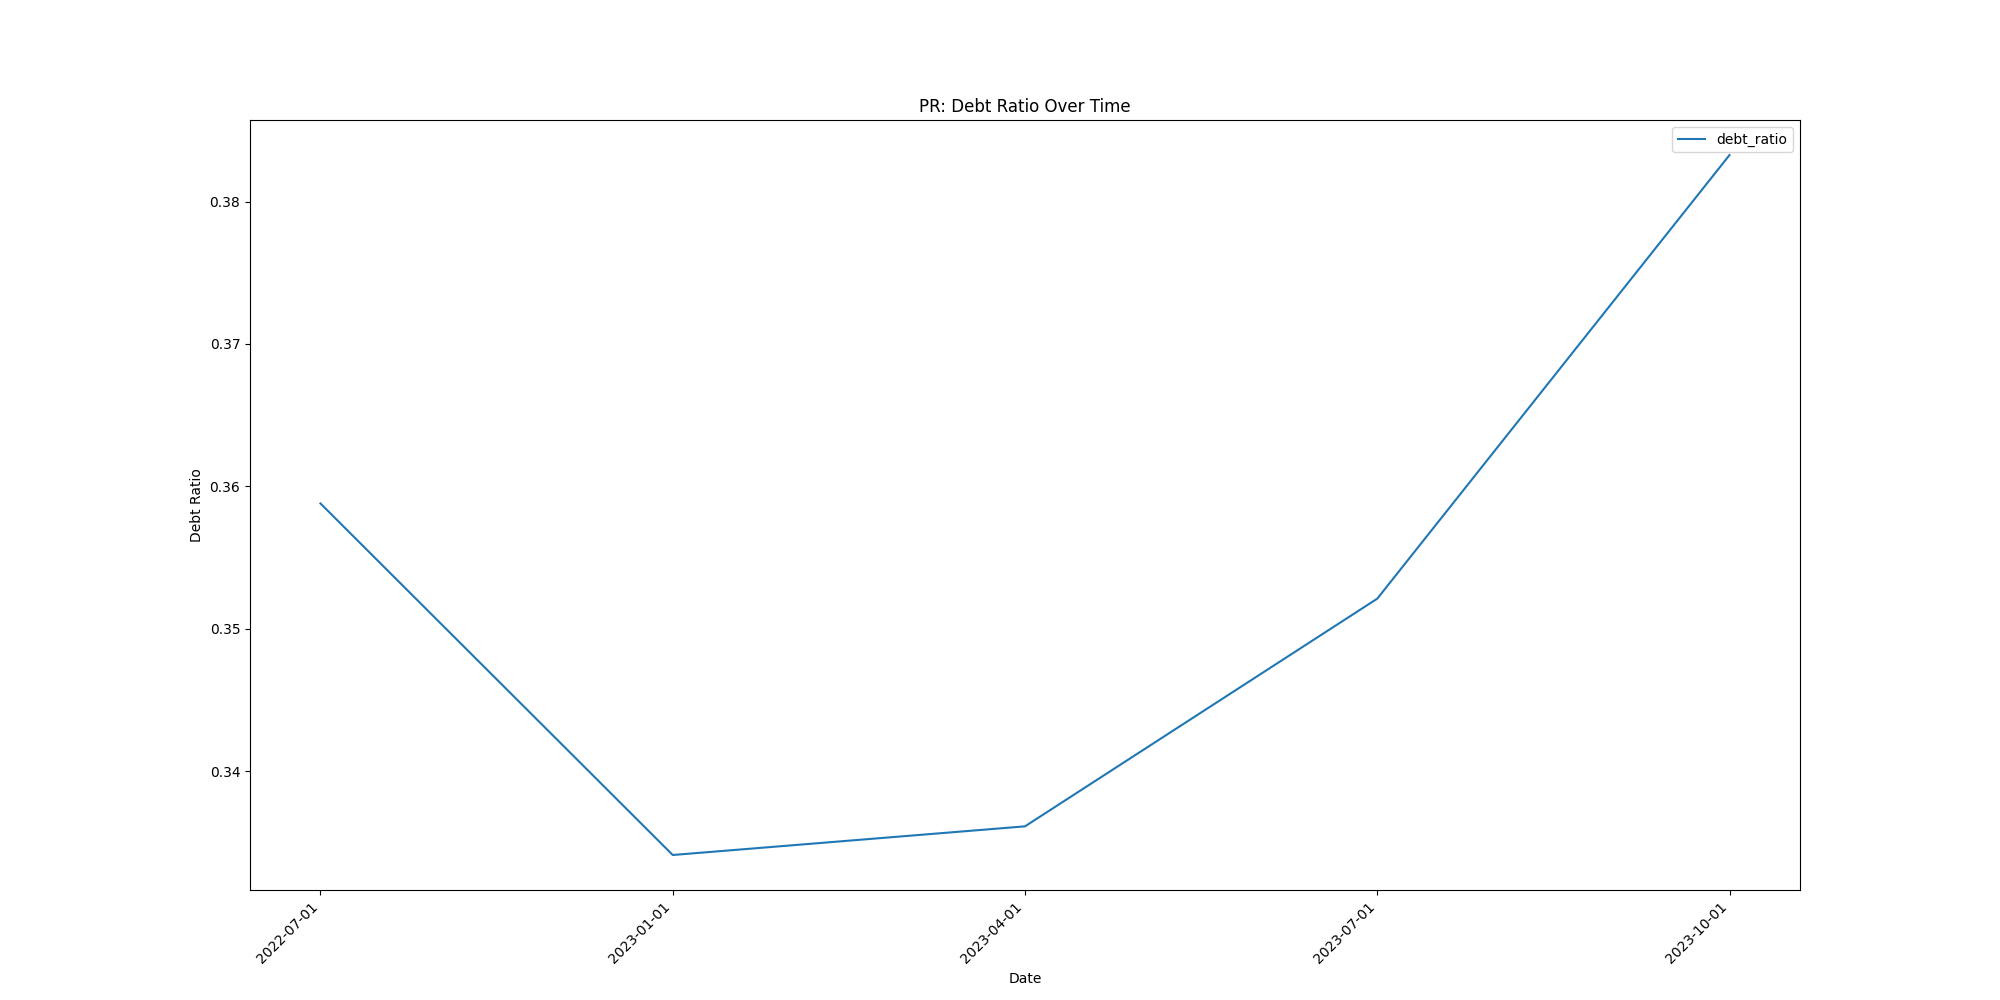 PR: Debt Ratio Over Time
debt_ratio
0.38
0.37
0.36
0.35
0.34
Debt Ratio
2022-07-01
2023-01-01
2023-04-01
2023-07-01
2023-10-01
Date